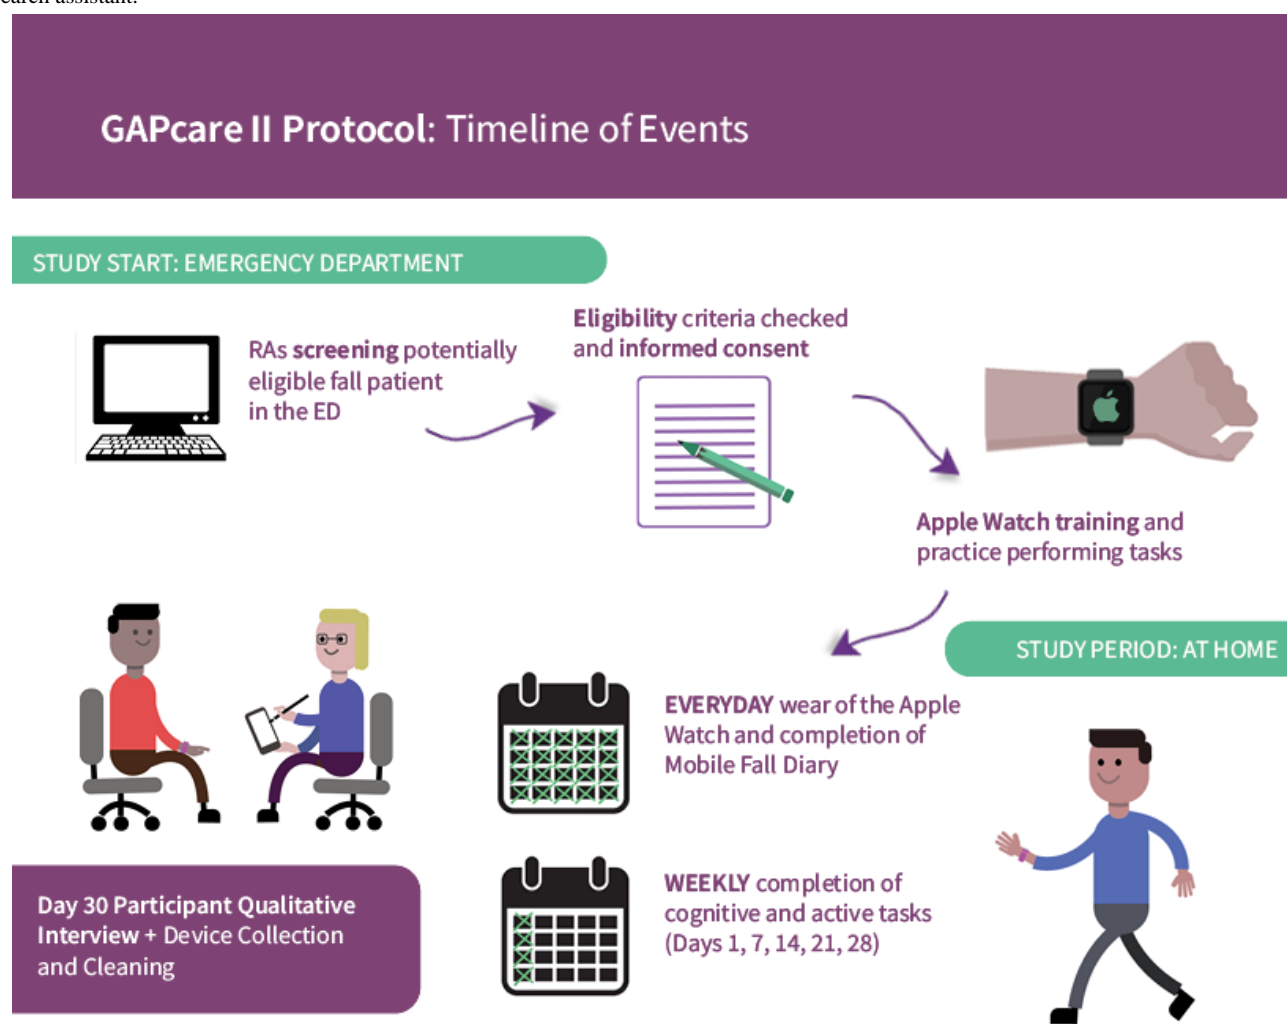 earch assistant.
GAPcare II Protocol: Timeline of Events
STUDY START: EMERGENCY DEPARTMENT
RAs screening potentially
eligible fall patient
in the ED
Eligibility criteria checked
and informed consent
Apple Watch training and
practice performing tasks
STUDY PERIOD: AT HOME
EVERYDAY wear of the Apple
Watch and completion of
Mobile Fall Diary
WEEKLY completion of
cognitive and active tasks
(Days 1, 7, 14, 21, 28)
Day 30 Participant Qualitative
Interview + Device Collection
and Cleaning